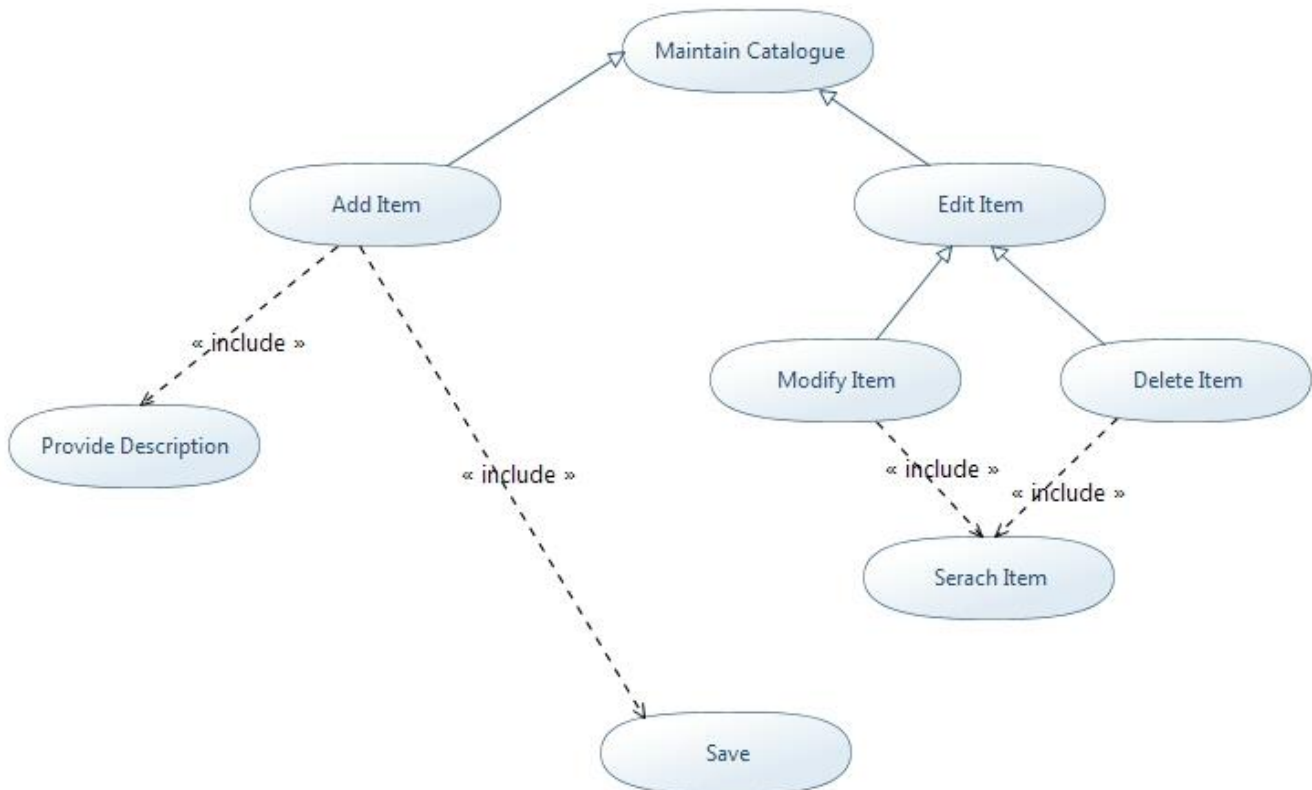 Maintain Catalogue
Add Item
Edit Item
« include »
Modify Item
Delete Item
Provide Description
« include »
« include »
« include »
Serach Item
Save